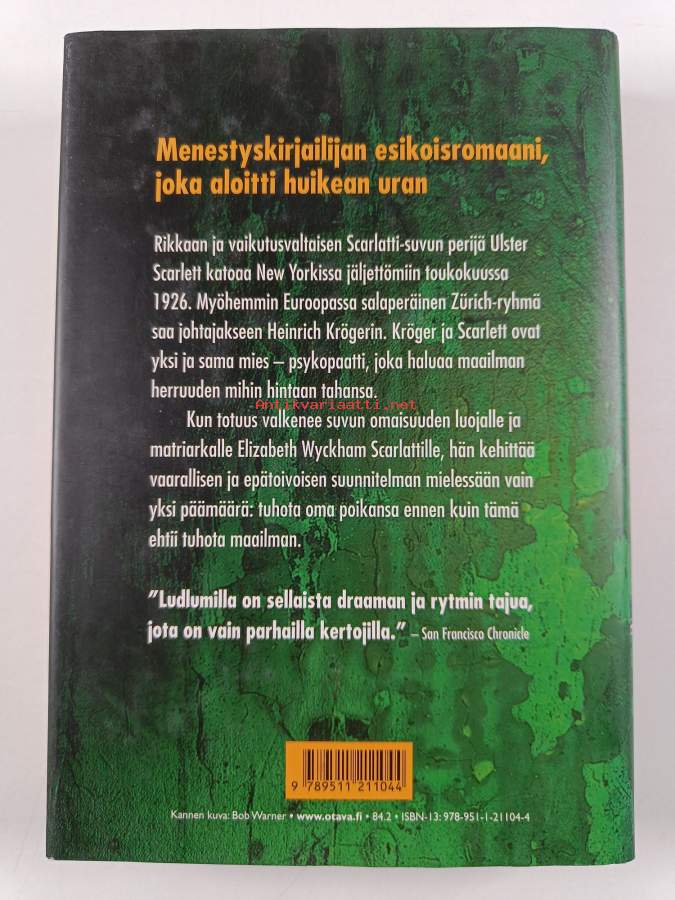 Menestyskirjailijan esikoisromaani,
joka aloitti huikean uran
Rikkaan ja vaikutusvaltaisen Scarlatti-suvun perijä Ulster
Scarlett katoaa New Yorkissa jäljettömiin toukokuussa
1926. Myöhemmin Euroopassa salaperäinen Zürich-ryhmä
saa johtajakseen Heinrich Krögerin. Kröger ja Scarlett ovat
yksi ja sama mies – psykopaatti, joka haluaa maailman
herruuden mihin hintaan tahansa.
Antikvariaatti.net
Kun totuus valkenee suvun omaisuuden luojalle ja
matriarkalle Elizabeth Wyckham Scarlattille, hän kehittää
vaarallisen ja epätoivoisen suunnitelman mielessään vain
yksi päämäärä: tuhota oma poikansa ennen kuin tämä
ehtii tuhota maailman.
”Ludlumilla on sellaista draaman ja rytmin tajua,
jota on vain parhailla kertojilla.” – San Francisco Chronicle
9 789511 211044
Kannen kuva: Bob Warner • www.otava.fi • 84.2 • ISBN-13: 978-951-1-21104-4